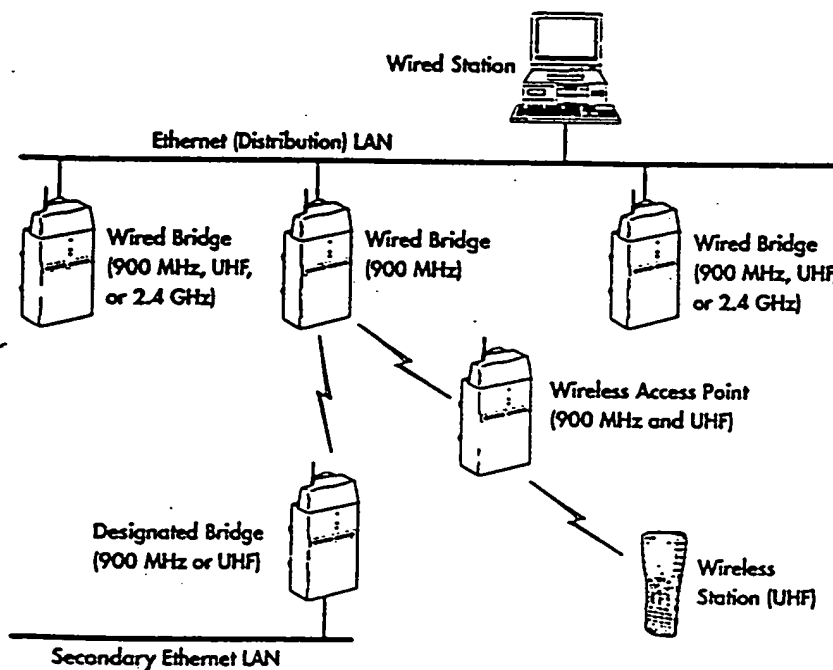 Wired Station
Ethernet (Distribution) LAN
Wired Bridge
(900 MHz, UHF,
or 2.4 GHz)
Wired Bridge
(900 MHz)
Wired Bridge
(900 MHz, UHF,
or 2.4 GHz)
Wireless Access Point
(900 MHz and UHF)
Designated Bridge
(900 MHz or UHF)
Wireless
Station (UHF)
Secondary Ethernet LAN